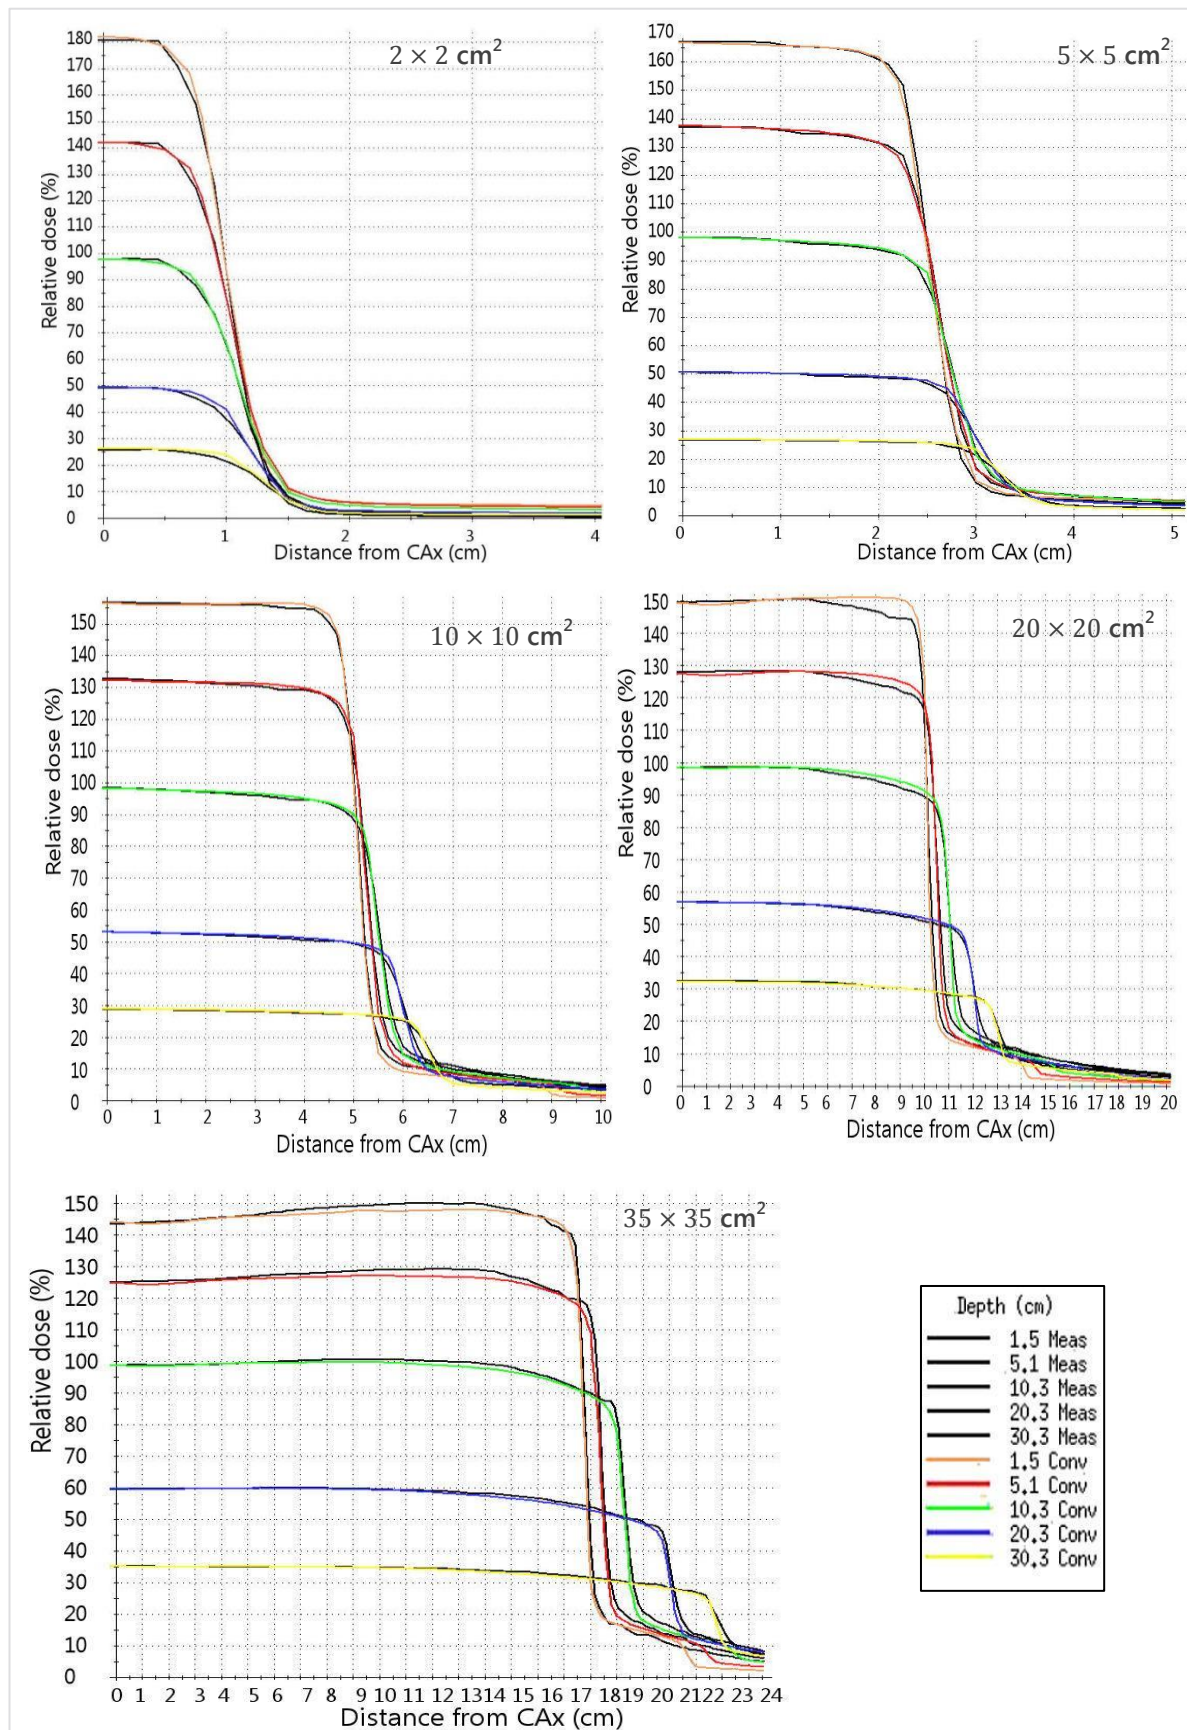 2 × 2 cm²
Relative dose (%)
180
170
160
150
140
130
120
110
100
90
80
70
60
50
40
30
20
10
0
0 1 2 3 4
Distance from CAx (cm)
5 × 5 cm²
Relative dose (%)
170
160
150
140
130
120
110
100
90
80
70
60
50
40
30
20
10
0
0 1 2 3 4 5
Distance from CAx (cm)
10 × 10 cm²
Relative dose (%)
150
140
130
120
110
100
90
80
70
60
50
40
30
20
10
0
0 1 2 3 4 5 6 7 8 9 10
Distance from CAx (cm)
20 × 20 cm²
Relative dose (%)
150
140
130
120
110
100
90
80
70
60
50
40
30
20
10
0
0 1 2 3 4 5 6 7 8 9 10 11 12 13 14 15 16 17 18 19 20
Distance from CAx (cm)
35 × 35 cm²
Relative dose (%)
150
140
130
120
110
100
90
80
70
60
50
40
30
20
10
0
0 1 2 3 4 5 6 7 8 9 10 11 12 13 14 15 16 17 18 19 20 21 22 23 24
Distance from CAx (cm)
Depth (cm)
1.5 Meas
5.1 Meas
10.3 Meas
20.3 Meas
30.3 Meas
1.5 Conv
5.1 Conv
10.3 Conv
20.3 Conv
30.3 Conv